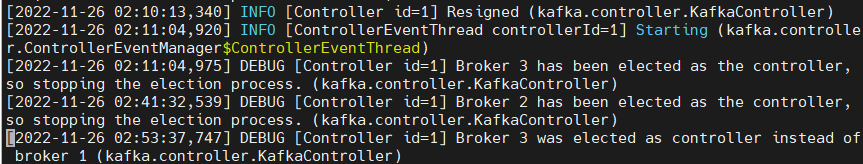 [2022-11-26 02:10:13,340] INFO [Controller id=1] Resigned (kafka.controller.KafkaController)
[2022-11-26 02:11:04,920] INFO [ControllerEventThread controllerId=1] Starting (kafka.controlle
r.ControllerEventManager$ControllerEventThread)
[2022-11-26 02:11:04,975] DEBUG [Controller id=1] Broker 3 has been elected as the controller,
so stopping the election process. (kafka.controller.KafkaController)
[2022-11-26 02:41:32,539] DEBUG [Controller id=1] Broker 2 has been elected as the controller,
so stopping the election process. (kafka.controller.KafkaController)
[2022-11-26 02:53:37,747] DEBUG [Controller id=1] Broker 3 was elected as controller instead of
 broker 1 (kafka.controller.KafkaController)